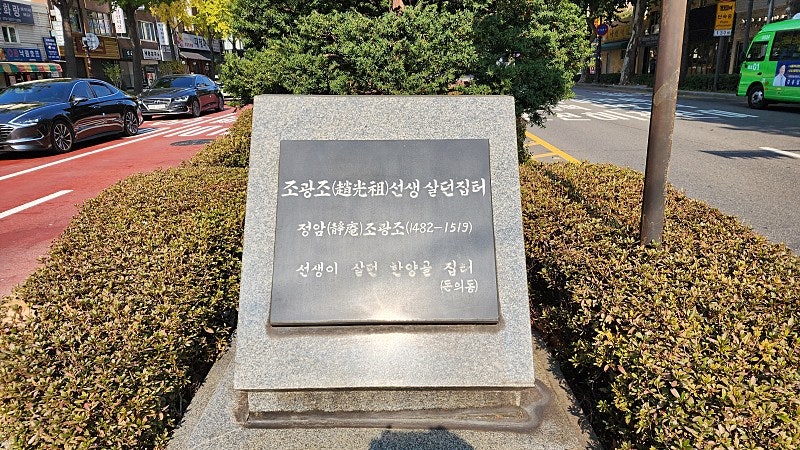 조광조(趙光祖)선생 살던집터
정암(靜庵)조광조(1482-1519)
선생이 살던 한양골 집터
(돈의동)